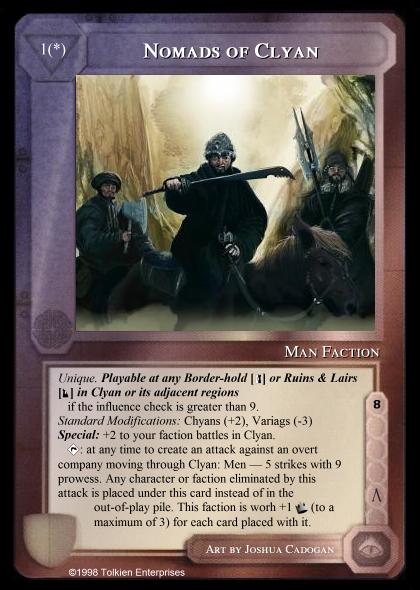 1(*)
Nomads of Clyan
Man Faction
Unique. Playable at any Border-hold [ ] or Ruins & Lairs
[ ] in Clyan or its adjacent regions
if the influence check is greater than 9.
Standard Modifications: Chyans (+2), Variags (-3)
Special: +2 to your faction battles in Clyan.
: at any time to create an attack against an overt
company moving through Clyan: Men — 5 strikes with 9
prowess. Any character or faction eliminated by this
attack is placed under this card instead of in the
out-of-play pile. This faction is worh +1 (to a
maximum of 3) for each card placed with it.
8
Art by Joshua Cadogan
©1998 Tolkien Enterprises